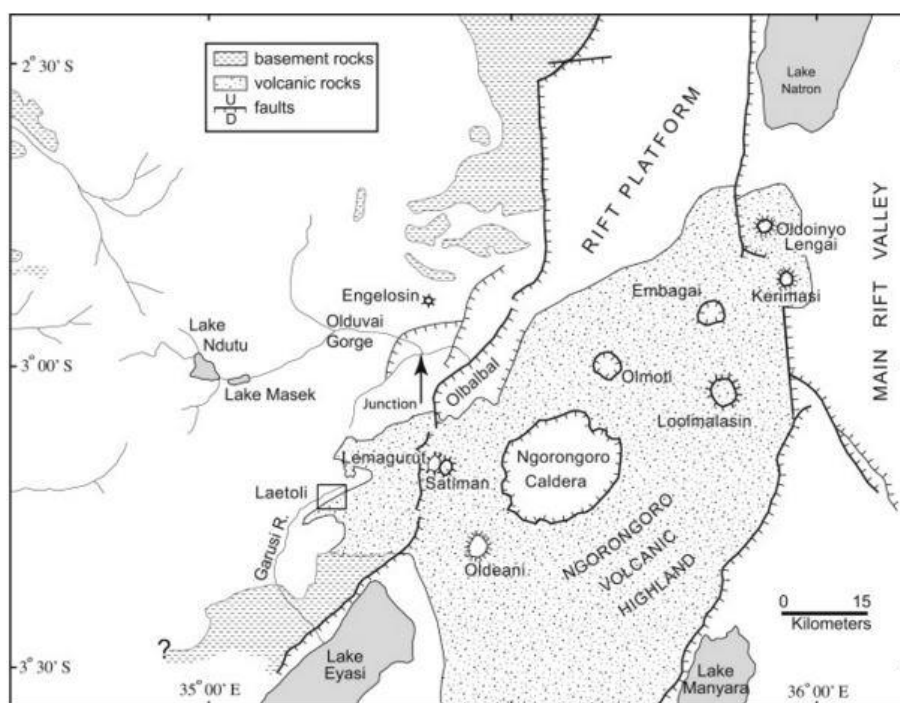 2° 30' S
basement rocks
volcanic rocks
U
D
faults
Lake
Natron
RIFT PLATFORM
MAIN RIFT VALLEY
Oldoinyo
Lengai
Kerimasi
Embagai
Engelosin
Olduvai
Gorge
Lake
Ndutu
3° 00' S
Lake Masek
Junction
Olbalbal
Olmoti
Loolmalasin
Lemagurut
Satiman
Ngorongoro
Caldera
Laetoli
Garusi R.
Oldeani
NGORONGORO
VOLCANIC
HIGHLAND
0 15
Kilometers
?
3° 30' S
Lake
Eyasi
Lake
Manyara
35° 00' E
36° 00' E